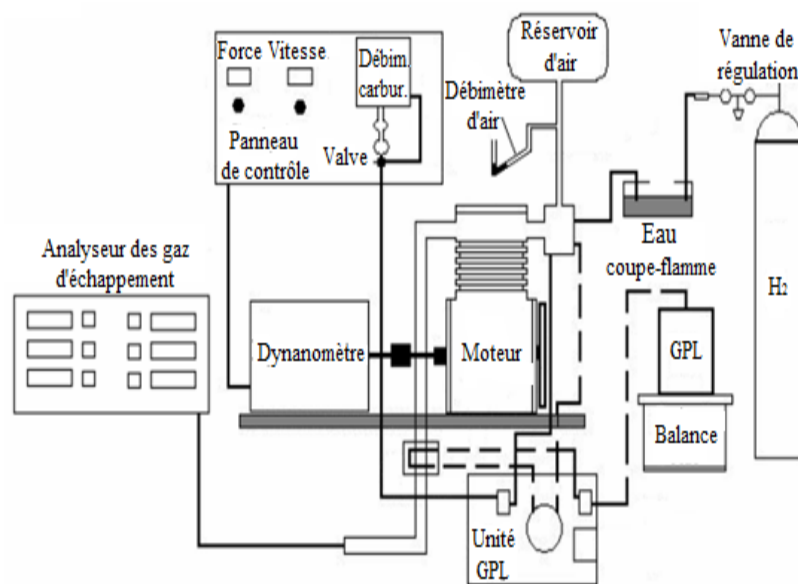 Force Vitesse
Débim.
carbur.
Panneau
de contrôle
Valve
Réservoir
d'air
Débimètre
d'air
Vanne de
régulation
Eau
coupe-flamme
H2
Analyseur des gaz
d'échappement
Dynanomètre
Moteur
GPL
Balance
Unité
GPL